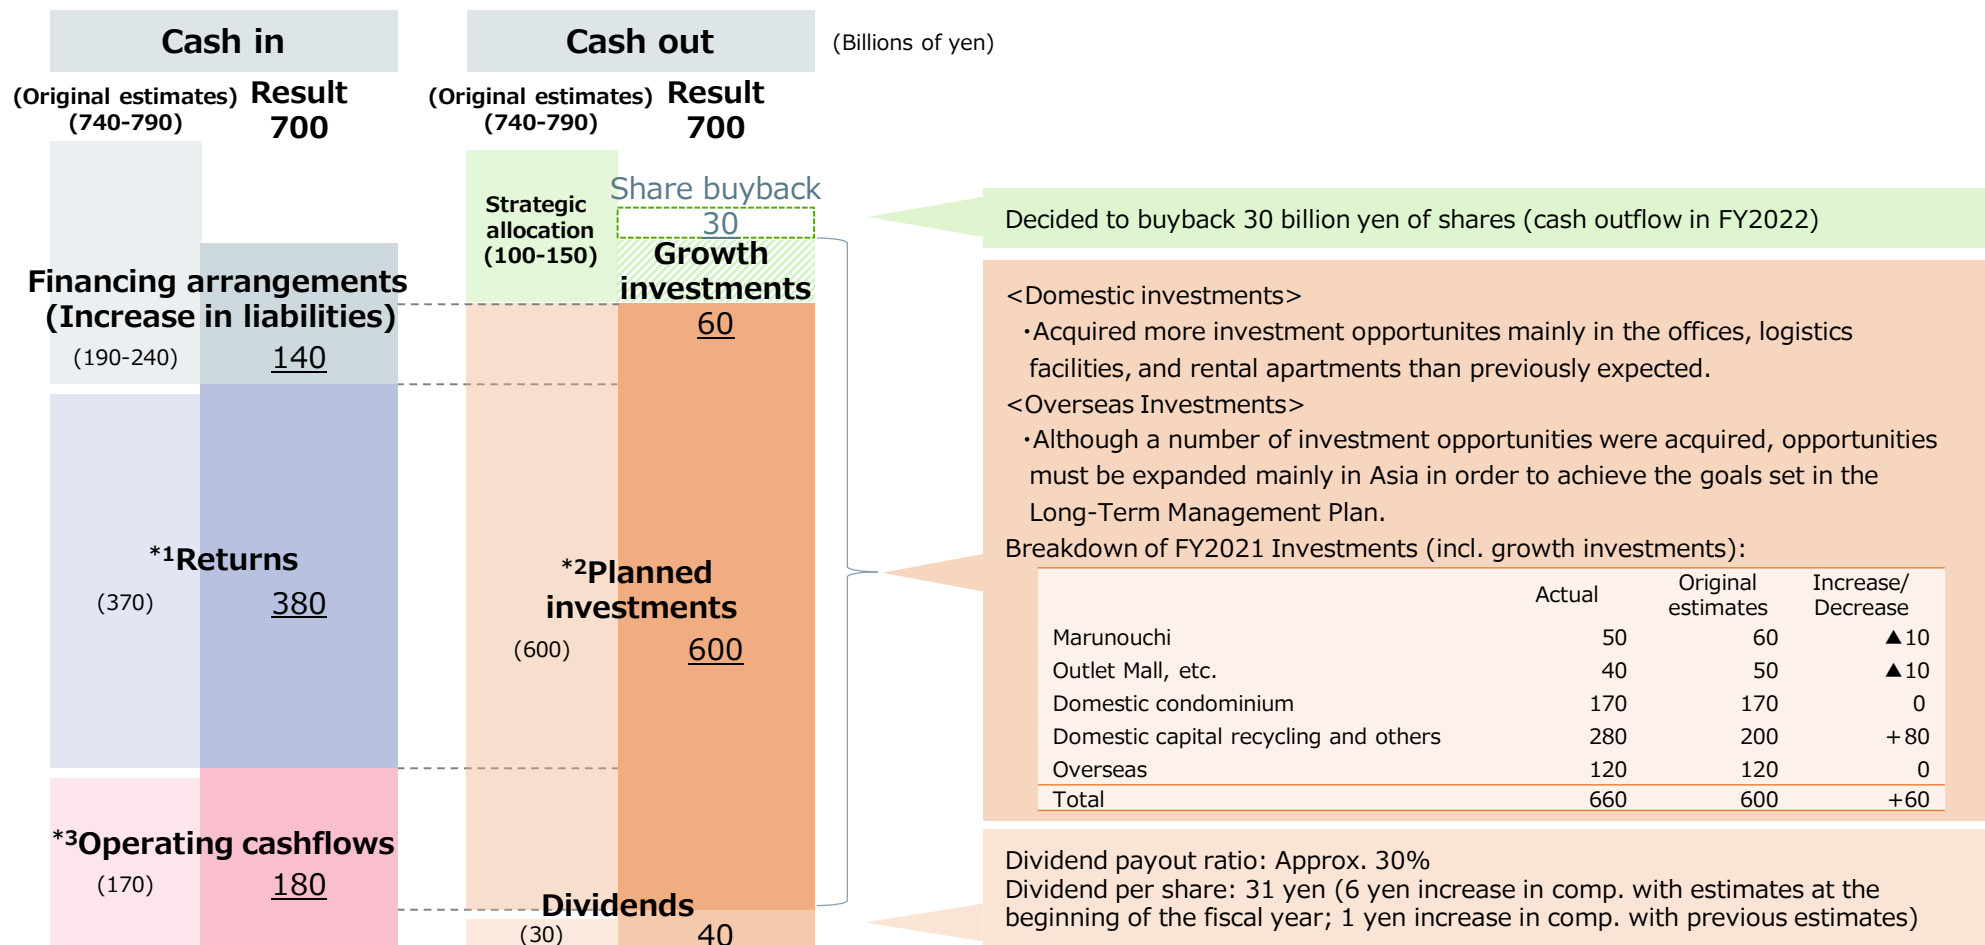 Cash in
Cash out
(Billions of yen)
(Original estimates)
(740-790)
Result
700
(Original estimates)
(740-790)
Result
700
Financing arrangements
(Increase in liabilities)
(190-240)
140
*1Returns
(370)
380
*3Operating cashflows
(170)
180
Strategic
allocation
(100-150)
Share buyback
30
Growth
investments
60
*2Planned
investments
(600)
600
Dividends
(30)
40
Decided to buyback 30 billion yen of shares (cash outflow in FY2022)
<Domestic investments>
・Acquired more investment opportunites mainly in the offices, logistics
facilities, and rental apartments than previously expected.
<Overseas Investments>
・Although a number of investment opportunities were acquired, opportunities
must be expanded mainly in Asia in order to achieve the goals set in the
Long-Term Management Plan.
Breakdown of FY2021 Investments (incl. growth investments):
Actual
Original
estimates
Increase/
Decrease
Marunouchi 50 60 ▲10
Outlet Mall, etc. 40 50 ▲10
Domestic condominium 170 170 0
Domestic capital recycling and others 280 200 +80
Overseas 120 120 0
Total 660 600 +60
Dividend payout ratio: Approx. 30%
Dividend per share: 31 yen (6 yen increase in comp. with estimates at the
beginning of the fiscal year; 1 yen increase in comp. with previous estimates)